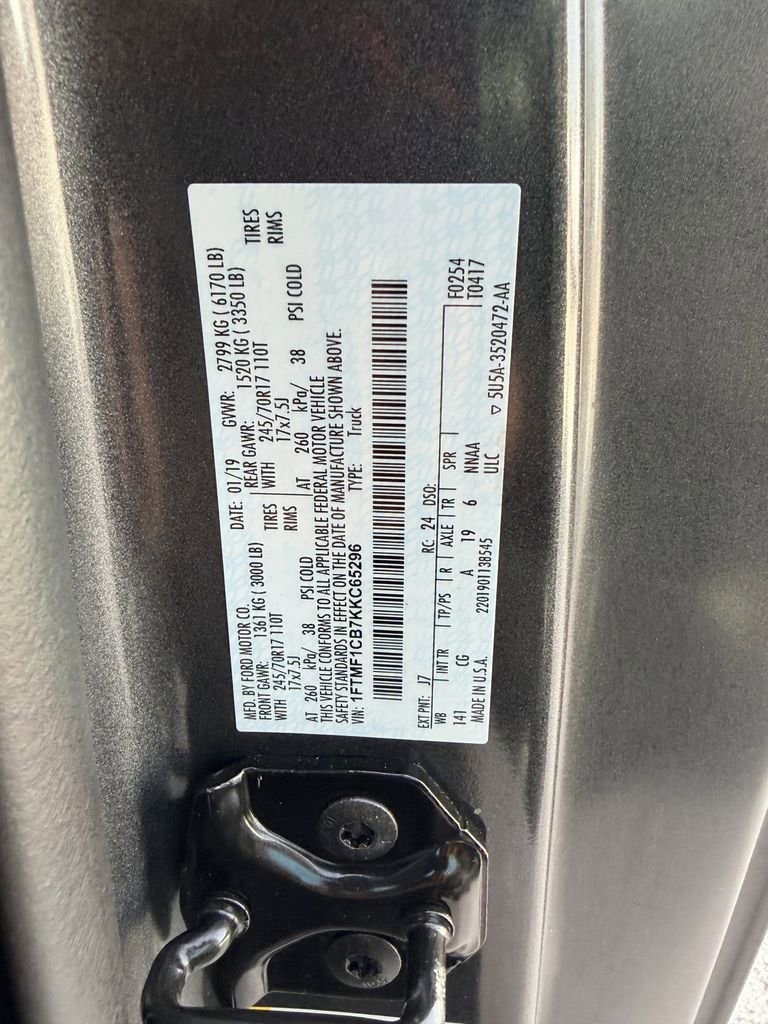 MFD. BY FORD MOTOR CO.
DATE: 01/19 GVWR: 2799 KG ( 6170 LB)
FRONT GAWR: 1361 KG ( 3000 LB) REAR GAWR: 1520 KG ( 3350 LB)
WITH 245/70R17 110T TIRES WITH 245/70R17 110T TIRES
17x7.5J RIMS 17x7.5J RIMS
AT 260 kPa/ 38 PSI COLD AT 260 kPa/ 38 PSI COLD
THIS VEHICLE CONFORMS TO ALL APPLICABLE FEDERAL MOTOR VEHICLE
SAFETY STANDARDS IN EFFECT ON THE DATE OF MANUFACTURE SHOWN ABOVE.
VIN: 1FTMF1CB7KKC65296 TYPE: Truck
EXT PNT: J7 RC: 24 DSO: F0254
WB INT TR TP/PS R AXLE TR SPR T0417
141 CG A 19 6 NNAA
MADE IN U.S.A. 2201901138545 ULC ▽ 5U5A-3520472-AA